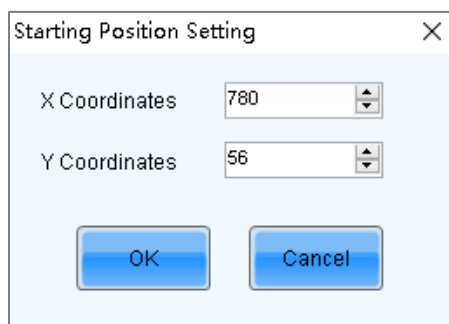 Starting Position Setting
X Coordinates 780
Y Coordinates 56
OK Cancel